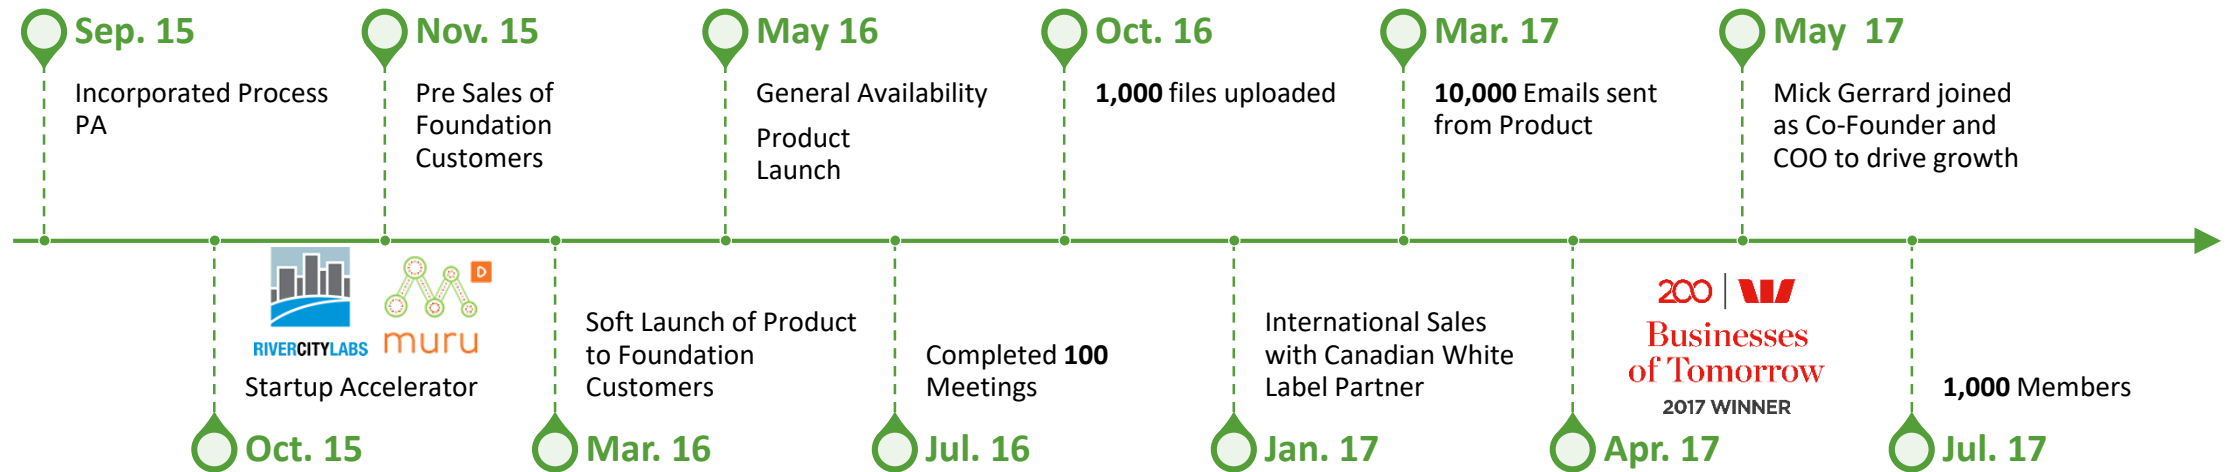 Sep. 15
Incorporated Process
PA
Oct. 15
RIVERCITYLABS
D
muru
Startup Accelerator
Nov. 15
Pre Sales of
Foundation
Customers
Mar. 16
Soft Launch of Product
to Foundation
Customers
May 16
General Availability
Product
Launch
Jul. 16
Completed 100
Meetings
Oct. 16
1,000 files uploaded
Jan. 17
International Sales
with Canadian White
Label Partner
Mar. 17
10,000 Emails sent
from Product
Apr. 17
200
Businesses
of Tomorrow
2017 WINNER
May 17
Mick Gerrard joined
as Co-Founder and
COO to drive growth
Jul. 17
1,000 Members